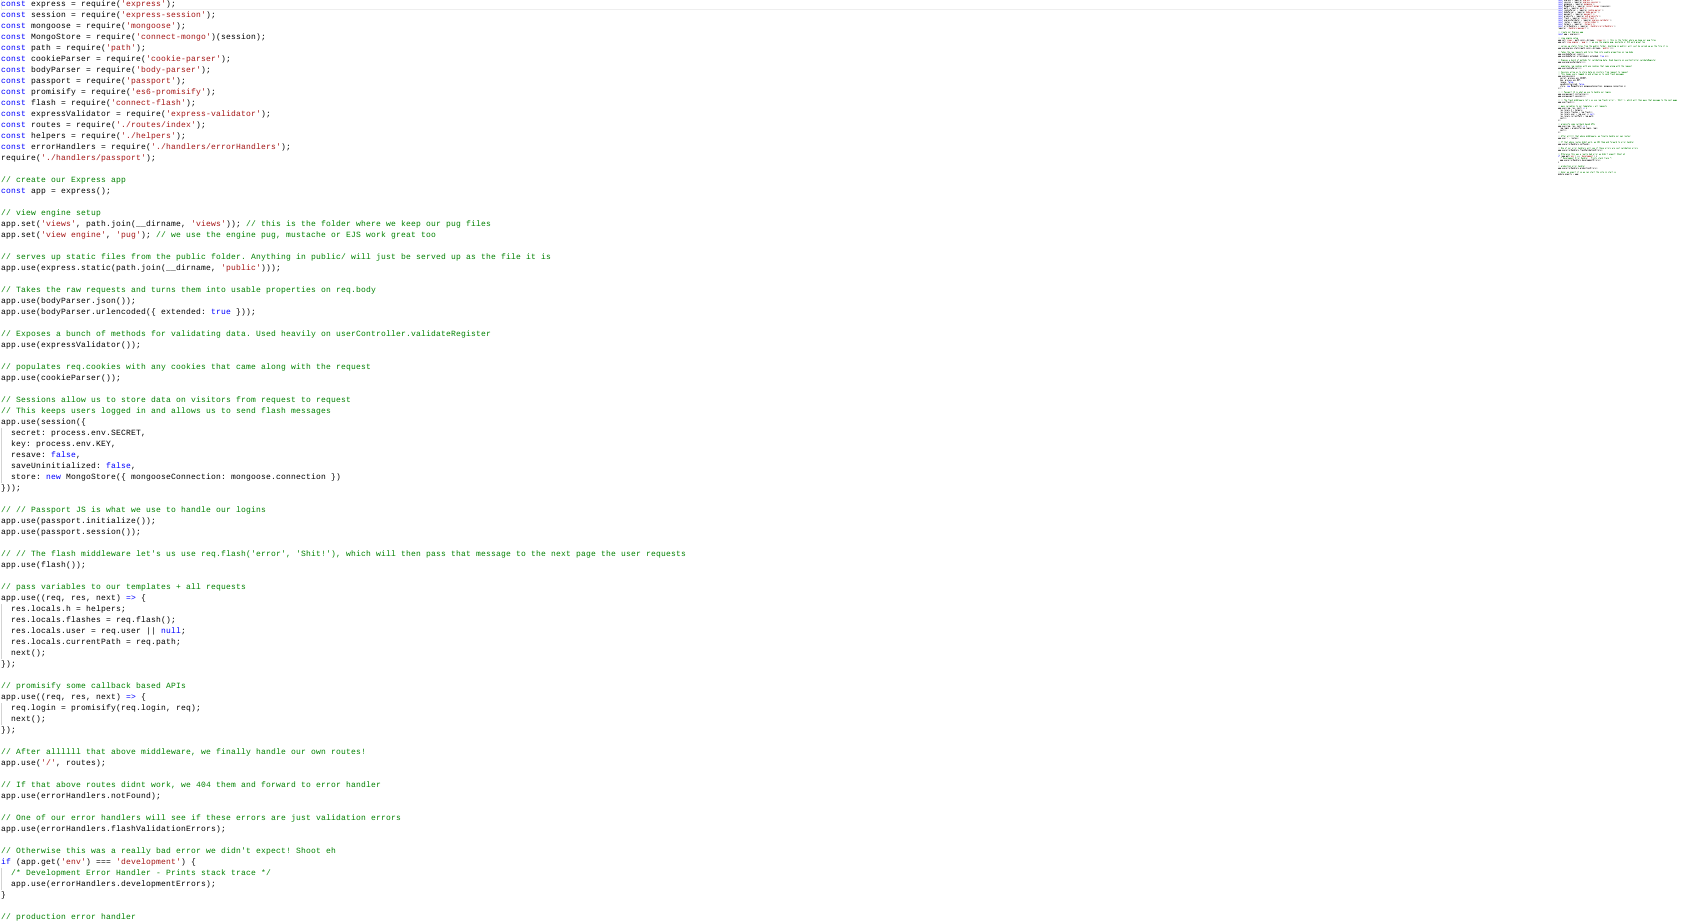 const express = require('express');
const session = require('express-session');
const mongoose = require('mongoose');
const MongoStore = require('connect-mongo')(session);
const path = require('path');
const cookieParser = require('cookie-parser');
const bodyParser = require('body-parser');
const passport = require('passport');
const promisify = require('es6-promisify');
const flash = require('connect-flash');
const expressValidator = require('express-validator');
const routes = require('./routes/index');
const helpers = require('./helpers');
const errorHandlers = require('./handlers/errorHandlers');
require('./handlers/passport');

// create our Express app
const app = express();

// view engine setup
app.set('views', path.join(__dirname, 'views')); // this is the folder where we keep our pug files
app.set('view engine', 'pug'); // we use the engine pug, mustache or EJS work great too

// serves up static files from the public folder. Anything in public/ will just be served up as the file it is
app.use(express.static(path.join(__dirname, 'public')));

// Takes the raw requests and turns them into usable properties on req.body
app.use(bodyParser.json());
app.use(bodyParser.urlencoded({ extended: true }));

// Exposes a bunch of methods for validating data. Used heavily on userController.validateRegister
app.use(expressValidator());

// populates req.cookies with any cookies that came along with the request
app.use(cookieParser());

// Sessions allow us to store data on visitors from request to request
// This keeps users logged in and allows us to send flash messages
app.use(session({
  secret: process.env.SECRET,
  key: process.env.KEY,
  resave: false,
  saveUninitialized: false,
  store: new MongoStore({ mongooseConnection: mongoose.connection })
}));

// // Passport JS is what we use to handle our logins
app.use(passport.initialize());
app.use(passport.session());

// // The flash middleware let's us use req.flash('error', 'Shit!'), which will then pass that message to the next page the user requests
app.use(flash());

// pass variables to our templates + all requests
app.use((req, res, next) => {
  res.locals.h = helpers;
  res.locals.flashes = req.flash();
  res.locals.user = req.user || null;
  res.locals.currentPath = req.path;
  next();
});

// promisify some callback based APIs
app.use((req, res, next) => {
  req.login = promisify(req.login, req);
  next();
});

// After allllll that above middleware, we finally handle our own routes!
app.use('/', routes);

// If that above routes didnt work, we 404 them and forward to error handler
app.use(errorHandlers.notFound);

// One of our error handlers will see if these errors are just validation errors
app.use(errorHandlers.flashValidationErrors);

// Otherwise this was a really bad error we didn't expect! Shoot eh
if (app.get('env') === 'development') {
  /* Development Error Handler - Prints stack trace */
  app.use(errorHandlers.developmentErrors);
}

// production error handler